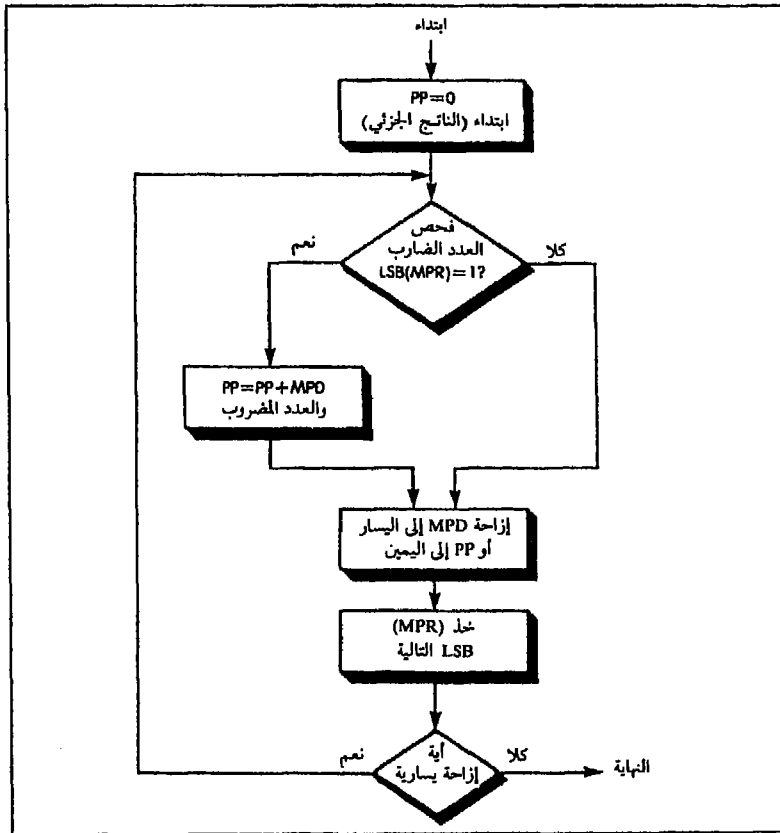 ابتداء
PP=0
ابتداء (الناتج الجزئي)
فحص
العدد الضارب
LSB(MPR)=1?
نعم
كلا
PP=PP+MPD
والعدد المضروب
إزاحة MPD إلى اليسار
أو PP إلى اليمين
خذ (MPR)
LSB التالية
أية
إزاحة يسارية
نعم
كلا
النهاية